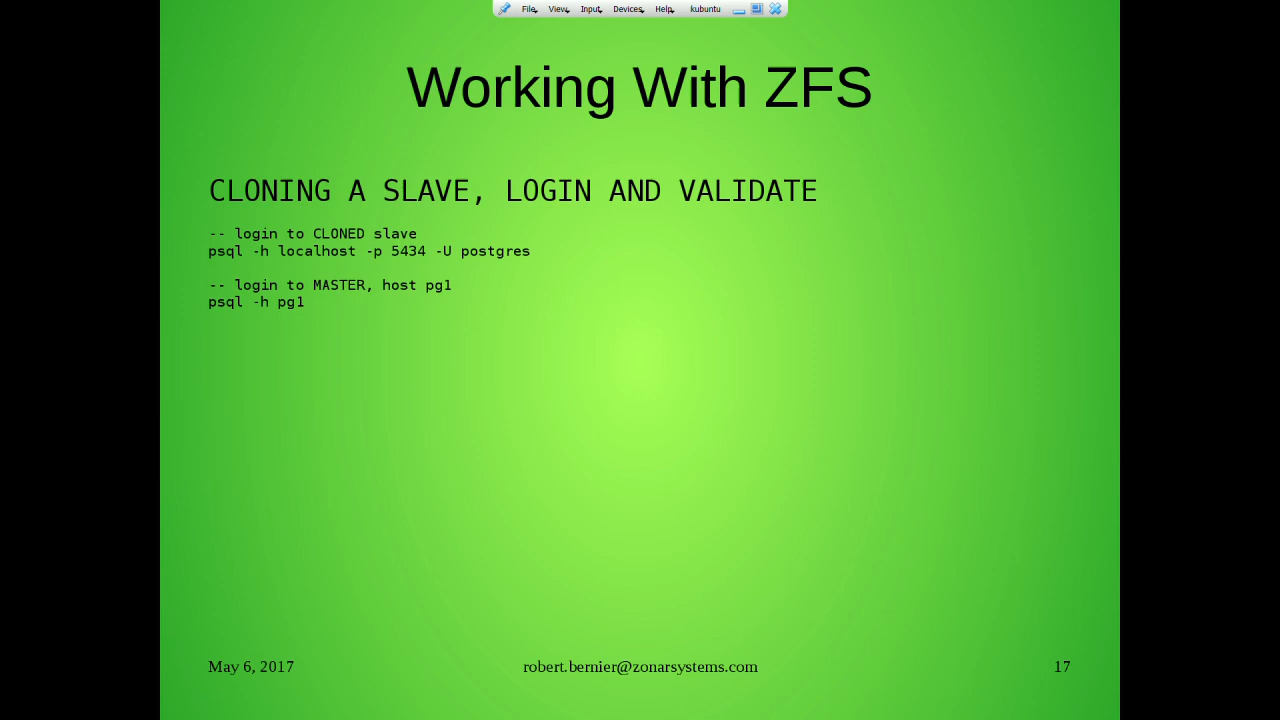 File View Input Devices Help kubuntu
Working With ZFS
CLONING A SLAVE, LOGIN AND VALIDATE
-- login to CLONED slave
psql -h localhost -p 5434 -U postgres
-- login to MASTER, host pg1
psql -h pg1
May 6, 2017 robert.bernier@zonarsystems.com 17